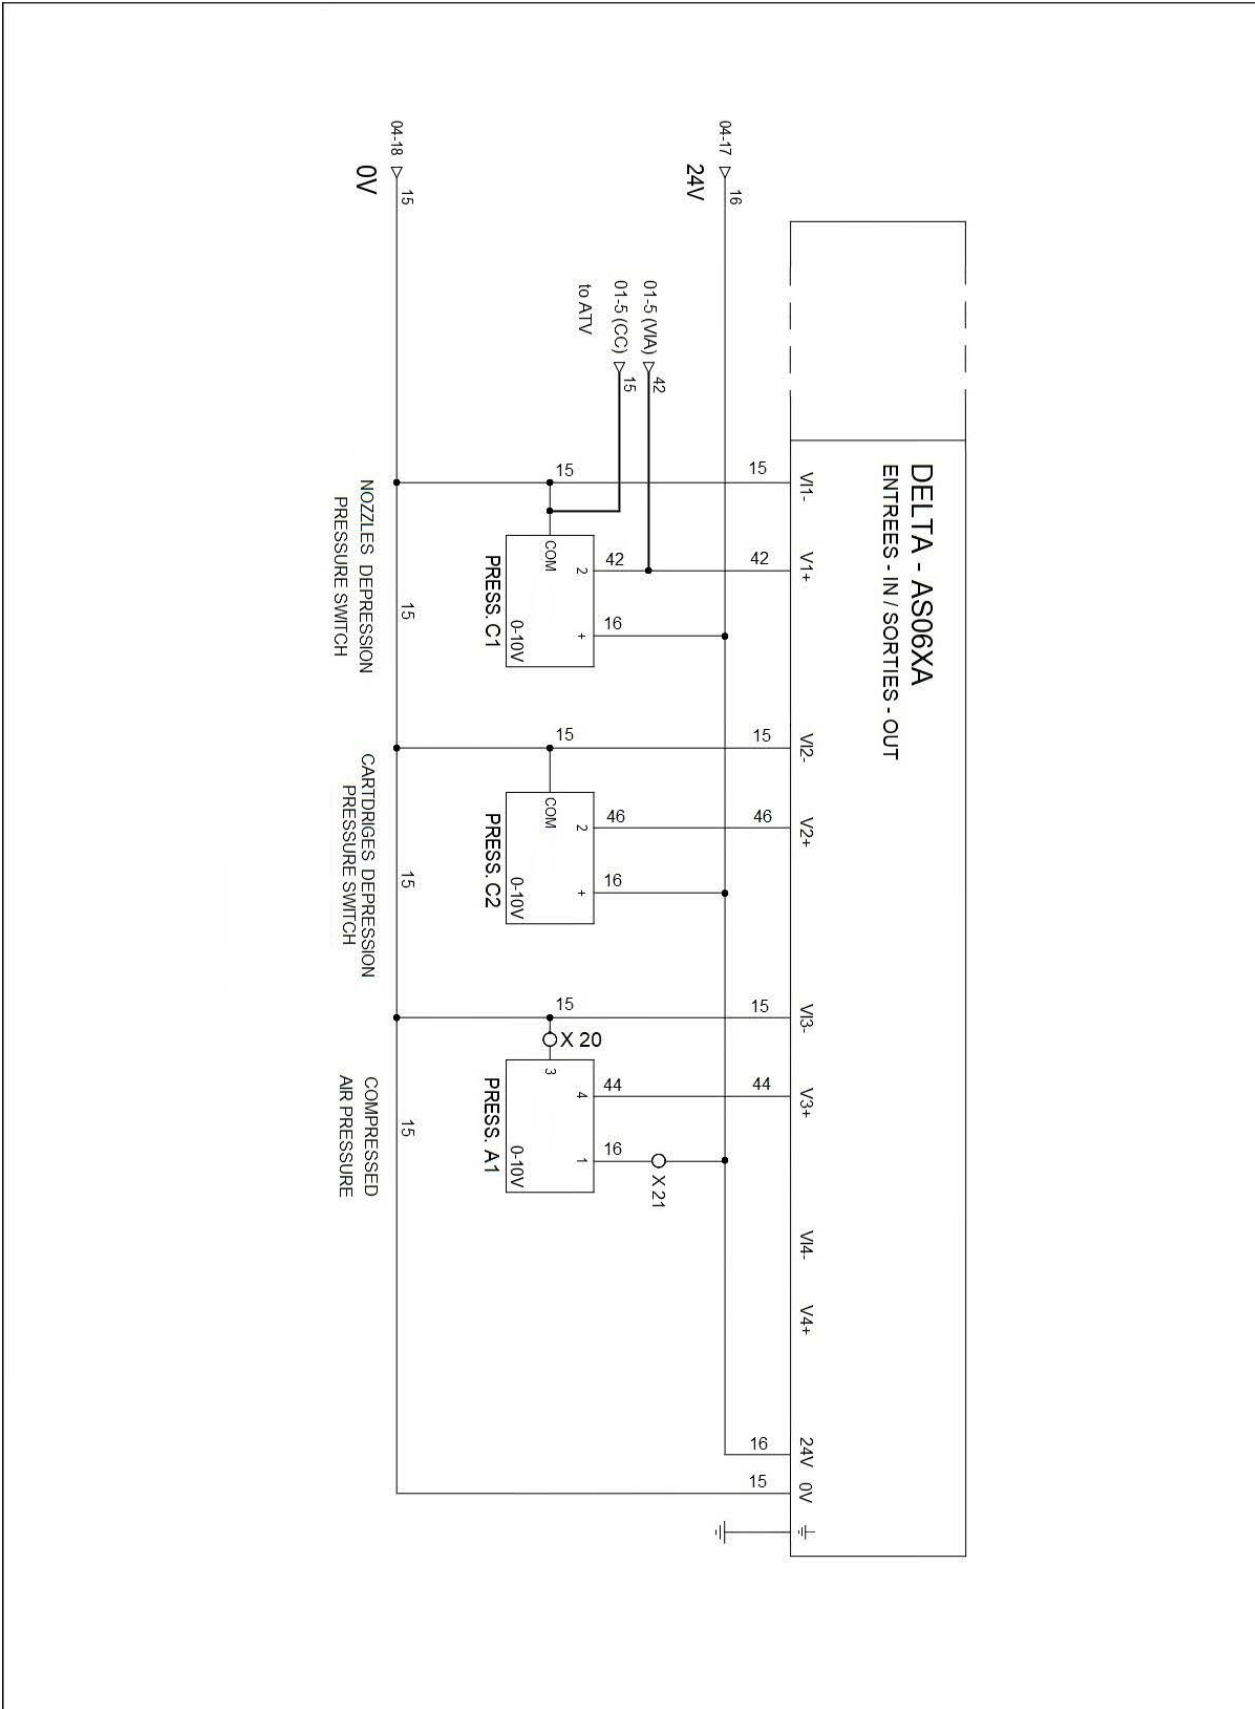 DELTA - AS06XA
ENTREES - IN / SORTIES - OUT
VI1-
V1+
VI2-
V2+
VI3-
V3+
VI4-
V4+
24V
0V
15
42
15
46
15
44
16
15
04-17
16
24V
01-5 (VIA)
42
01-5 (CC)
15
to ATV
X 21
42
16
46
16
44
16
15
15
15
X 20
COM
2
+
0-10V
PRESS. C1
COM
2
+
0-10V
PRESS. C2
3
4
1
0-10V
PRESS. A1
04-18
15
0V
15
15
15
NOZZLES DEPRESSION
PRESSURE SWITCH
CARTDRIGES DEPRESSION
PRESSURE SWITCH
COMPRESSED
AIR PRESSURE